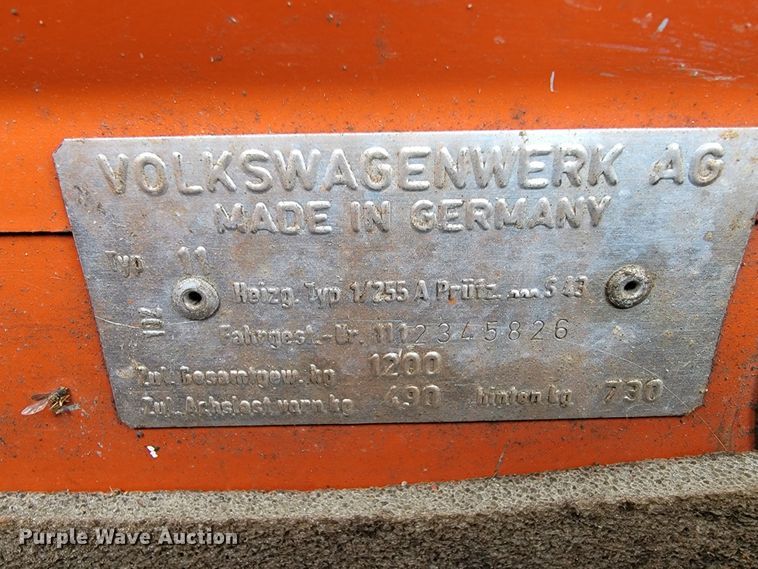 VOLKSWAGENWERK AG
MADE IN GERMANY
Typ 11
Heizg. Typ 1/255 A Prüfz. S 43
Fahrgest.-Nr. 1112345826
Zul. Gesamtgew. kg 1200
Zul. Achslast vorn kg 490 hinten kg 730
Purple Wave Auction